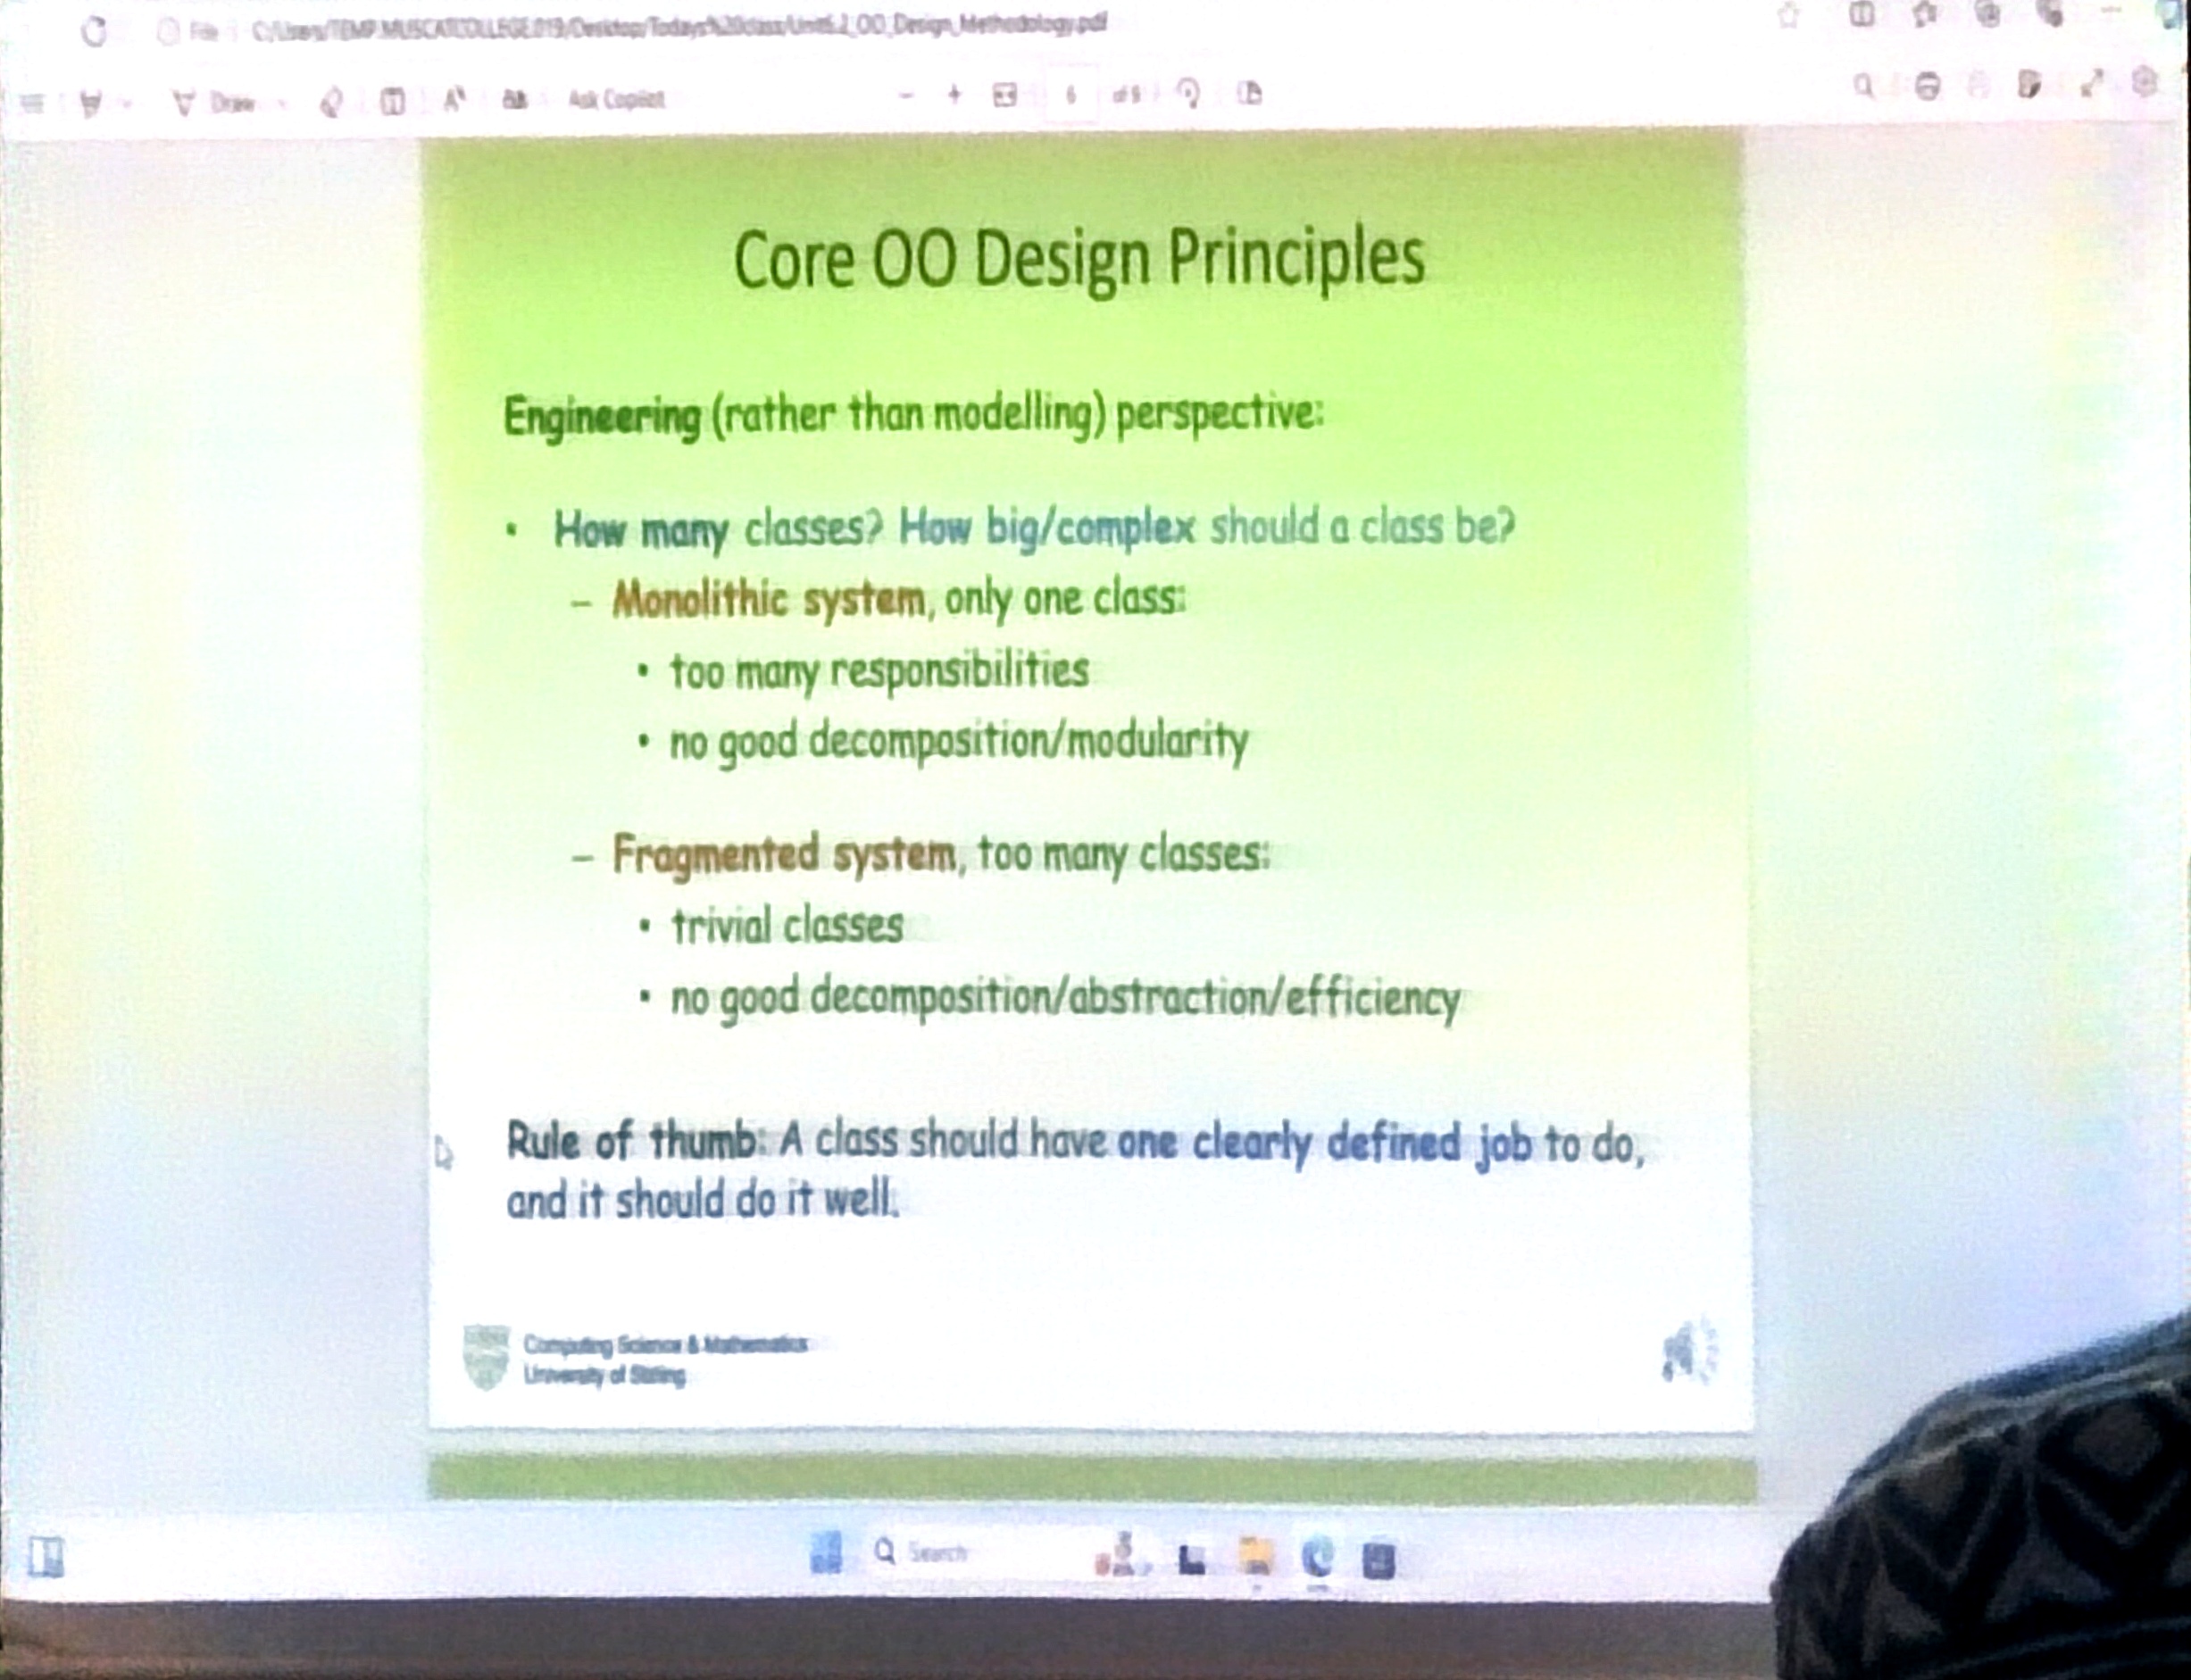 File C:/Users/TEMP.MUSCATCOLLEGE.019/Desktop/Todays%20class/Unit6.2_OO_Design_Methodology.pdf
Draw Ask Copilot 6 of 9
Core OO Design Principles
Engineering (rather than modelling) perspective:
• How many classes? How big/complex should a class be?
– Monolithic system, only one class:
• too many responsibilities
• no good decomposition/modularity
– Fragmented system, too many classes:
• trivial classes
• no good decomposition/abstraction/efficiency
Rule of thumb: A class should have one clearly defined job to do,
and it should do it well.
Computing Science & Mathematics
University of Stirling
Search